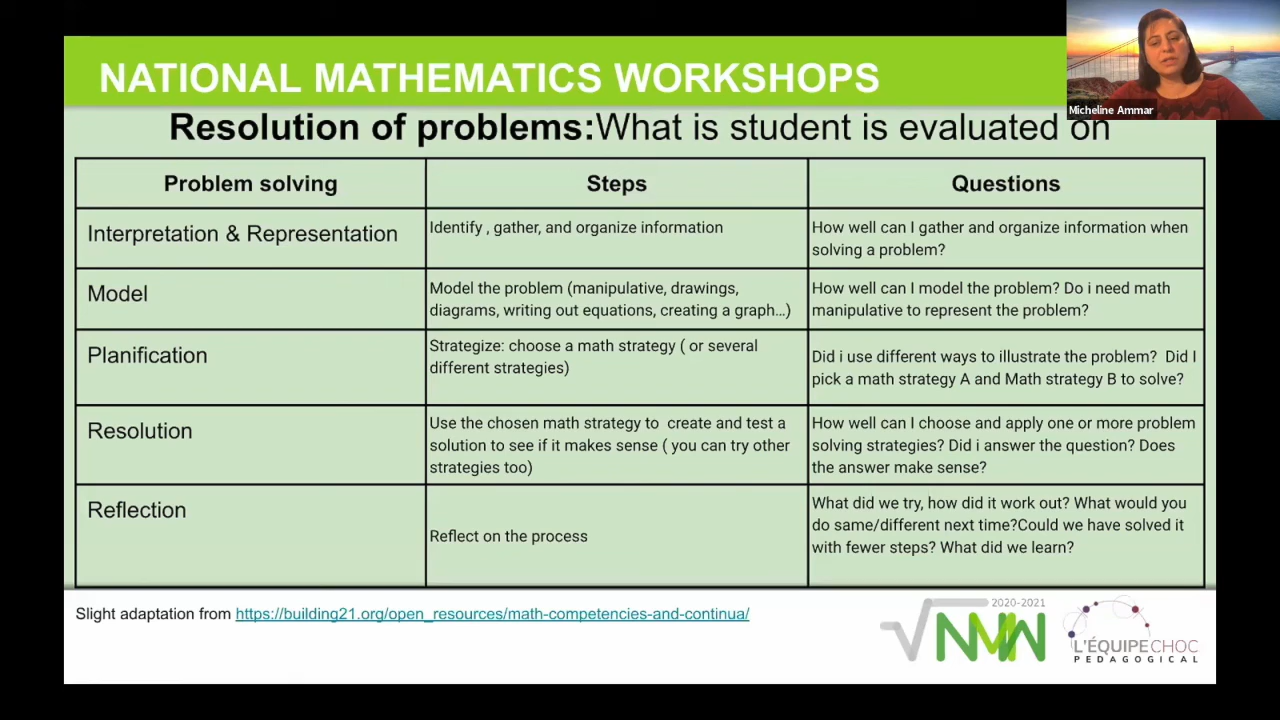 NATIONAL MATHEMATICS WORKSHOPS
Micheline Ammar
Resolution of problems:What is student is evaluated on
Problem solving
Steps
Questions
Interpretation & Representation
Identify , gather, and organize information
How well can I gather and organize information when
solving a problem?
Model
Model the problem (manipulative, drawings,
diagrams, writing out equations, creating a graph...)
How well can I model the problem? Do i need math
manipulative to represent the problem?
Planification
Strategize: choose a math strategy ( or several
different strategies)
Did i use different ways to illustrate the problem? Did I
pick a math strategy A and Math strategy B to solve?
Resolution
Use the chosen math strategy to create and test a
solution to see if it makes sense ( you can try other
strategies too)
How well can I choose and apply one or more problem
solving strategies? Did i answer the question? Does
the answer make sense?
Reflection
Reflect on the process
What did we try, how did it work out? What would you
do same/different next time?Could we have solved it
with fewer steps? What did we learn?
Slight adaptation from https://building21.org/open_resources/math-competencies-and-continua/
2020-2021
NMW
L'ÉQUIPECHOC
PEDAGOGICAL